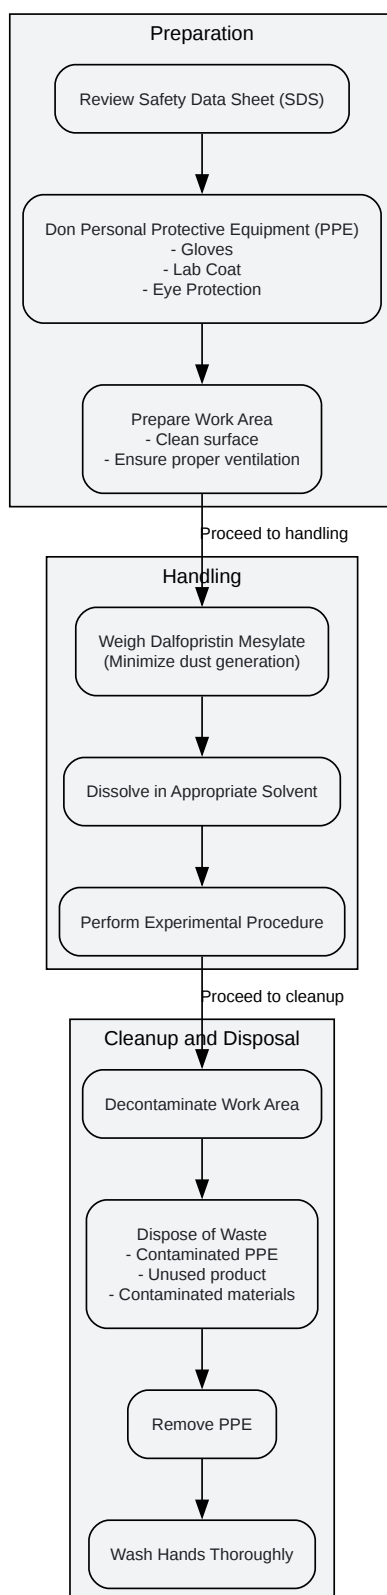 Preparation
Review Safety Data Sheet (SDS)
Don Personal Protective Equipment (PPE)
- Gloves
- Lab Coat
- Eye Protection
Prepare Work Area
- Clean surface
- Ensure proper ventilation
Proceed to handling
Handling
Weigh Dalfopristin Mesylate
(Minimize dust generation)
Dissolve in Appropriate Solvent
Perform Experimental Procedure
Proceed to cleanup
Cleanup and Disposal
Decontaminate Work Area
Dispose of Waste
- Contaminated PPE
- Unused product
- Contaminated materials
Remove PPE
Wash Hands Thoroughly